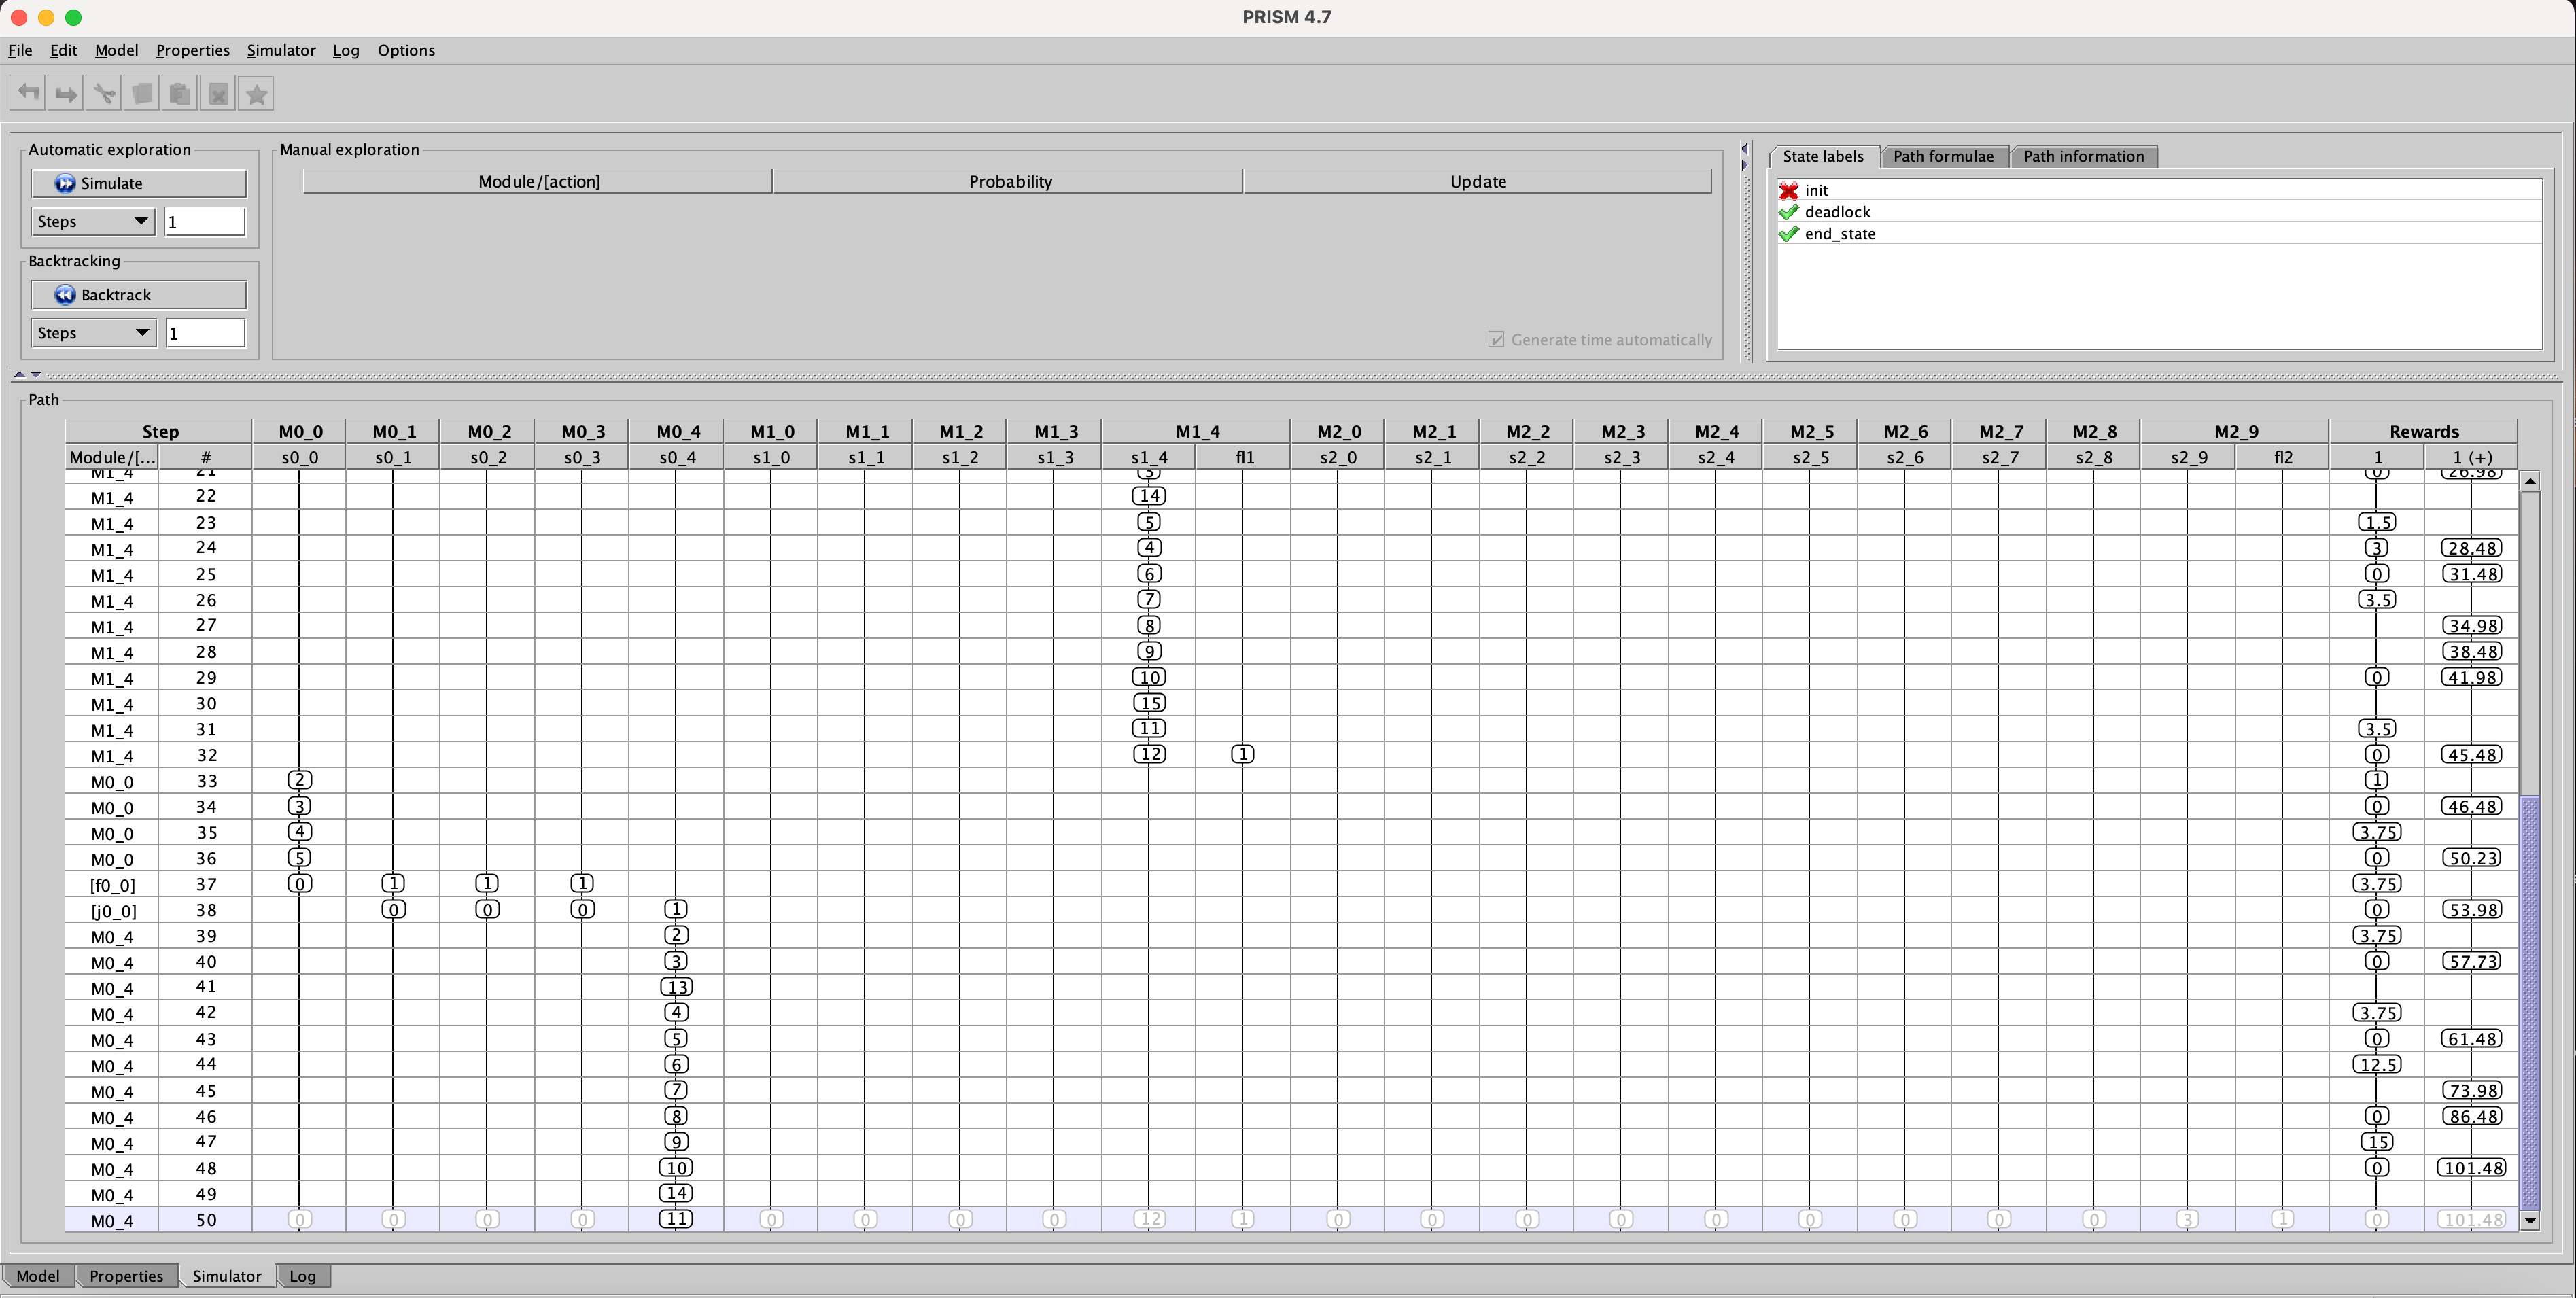 PRISM 4.7
File Edit Model Properties Simulator Log Options
Automatic exploration
Simulate
Steps 1
Backtracking
Backtrack
Steps 1
Manual exploration
Module/[action] Probability Update
Generate time automatically
State labels Path formulae Path information
init
deadlock
end_state
Path
Step M0_0 M0_1 M0_2 M0_3 M0_4 M1_0 M1_1 M1_2 M1_3 M1_4 M2_0 M2_1 M2_2 M2_3 M2_4 M2_5 M2_6 M2_7 M2_8 M2_9 Rewards
Module/[... # s0_0 s0_1 s0_2 s0_3 s0_4 s1_0 s1_1 s1_2 s1_3 s1_4 fl1 s2_0 s2_1 s2_2 s2_3 s2_4 s2_5 s2_6 s2_7 s2_8 s2_9 fl2 1 1 (+)
M1_4 21 0 26.98
M1_4 22 14
M1_4 23 5 1.5
M1_4 24 4 3 28.48
M1_4 25 6 0 31.48
M1_4 26 7 3.5
M1_4 27 8 34.98
M1_4 28 9 38.48
M1_4 29 10 0 41.98
M1_4 30 15
M1_4 31 11 3.5
M1_4 32 12 1 0 45.48
M0_0 33 2 1
M0_0 34 3 0 46.48
M0_0 35 4 3.75
M0_0 36 5 0 50.23
[f0_0] 37 0 1 1 1 3.75
[j0_0] 38 0 0 0 1 0 53.98
M0_4 39 2 3.75
M0_4 40 3 0 57.73
M0_4 41 13
M0_4 42 4 3.75
M0_4 43 5 0 61.48
M0_4 44 6 12.5
M0_4 45 7 73.98
M0_4 46 8 0 86.48
M0_4 47 9 15
M0_4 48 10 0 101.48
M0_4 49 14
M0_4 50 0 0 0 0 11 0 0 0 0 12 1 0 0 0 0 0 0 0 0 0 3 1 0 101.48
Model Properties Simulator Log